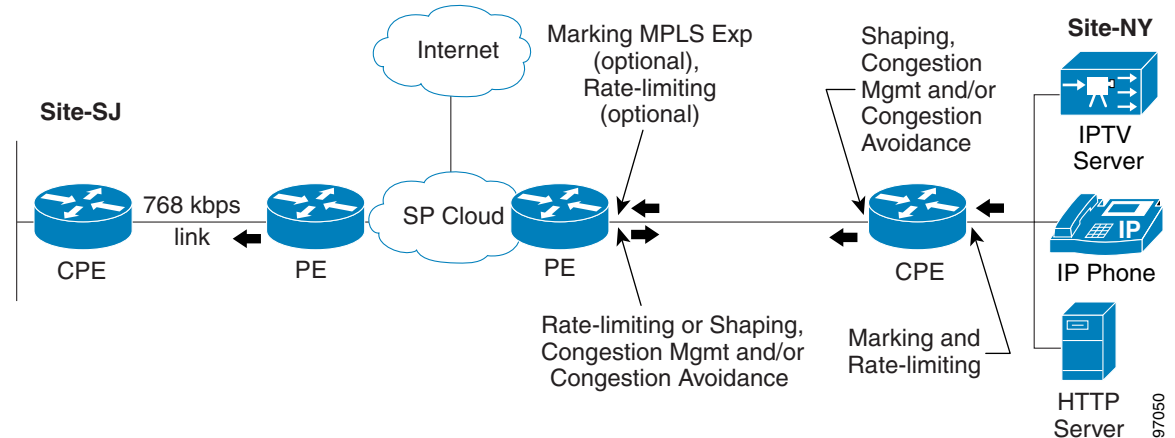 Site-SJ
CPE
768 kbps
link
PE
Internet
SP Cloud
Marking MPLS Exp
(optional),
Rate-limiting
(optional)
PE
Rate-limiting or Shaping,
Congestion Mgmt and/or
Congestion Avoidance
Shaping,
Congestion
Mgmt and/or
Congestion
Avoidance
CPE
Marking and
Rate-limiting
Site-NY
IPTV
Server
IP
IP Phone
HTTP
Server
97050